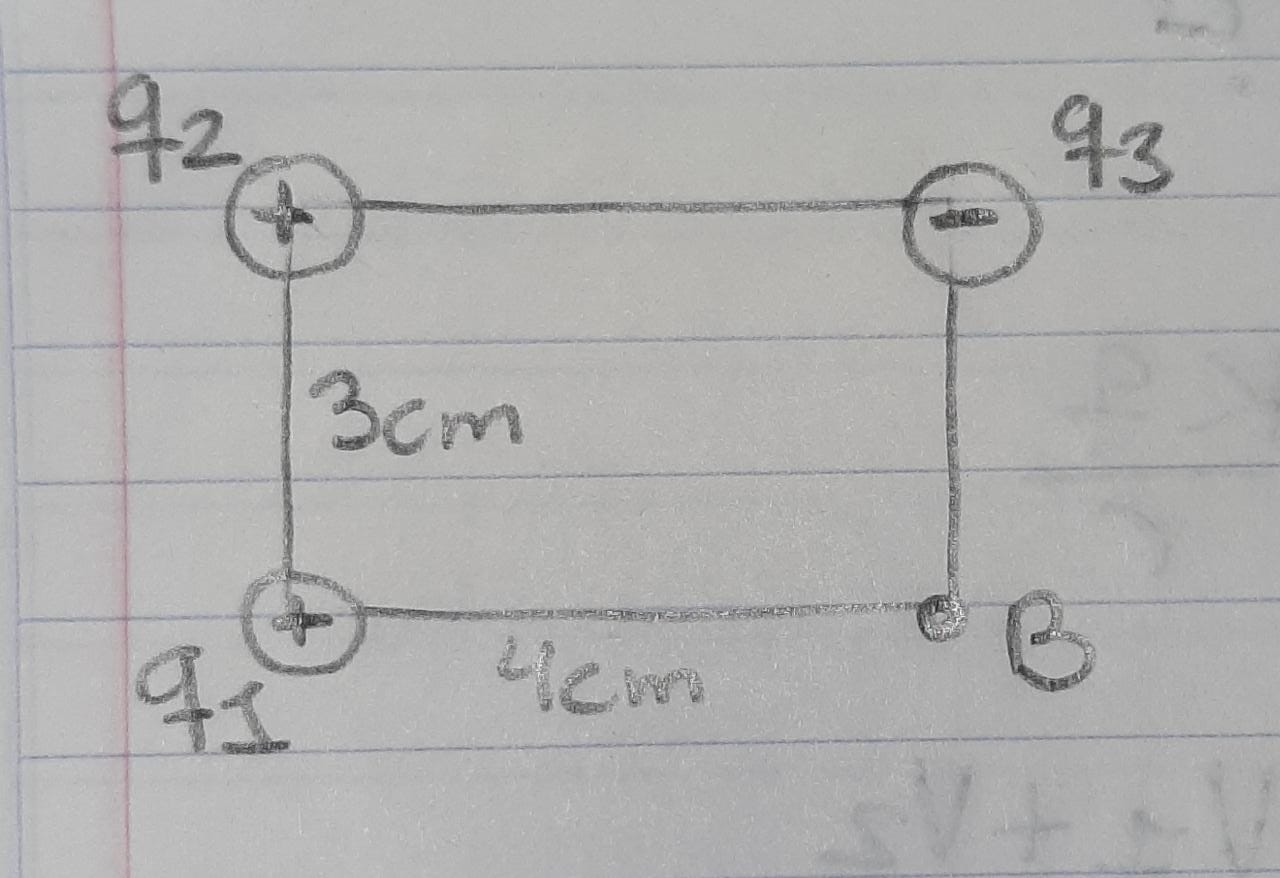 q2 q3
+ -
3cm
+ B
4cm
q1